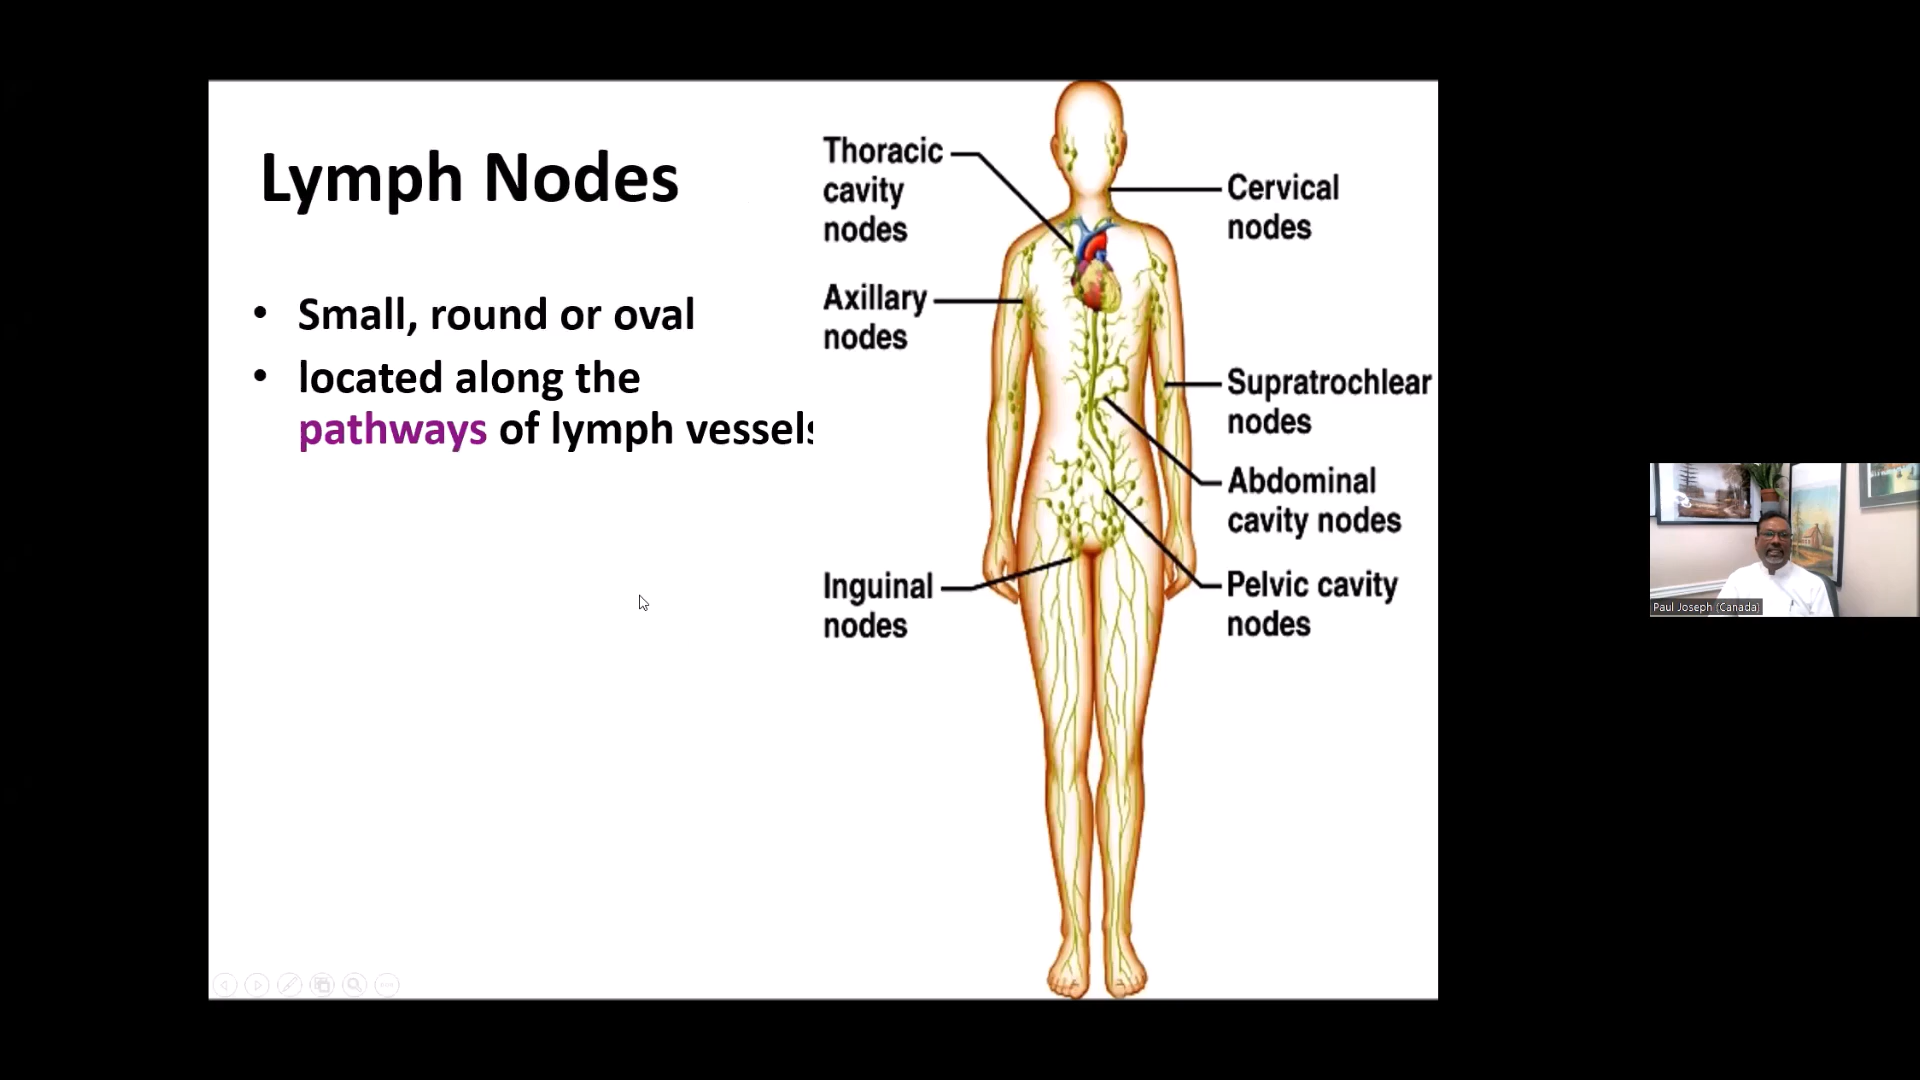 Lymph Nodes
• Small, round or oval
• located along the
pathways of lymph vessels
Thoracic
cavity
nodes
Axillary
nodes
Inguinal
nodes
Cervical
nodes
Supratrochlear
nodes
Abdominal
cavity nodes
Pelvic cavity
nodes
Paul Joseph (Canada)